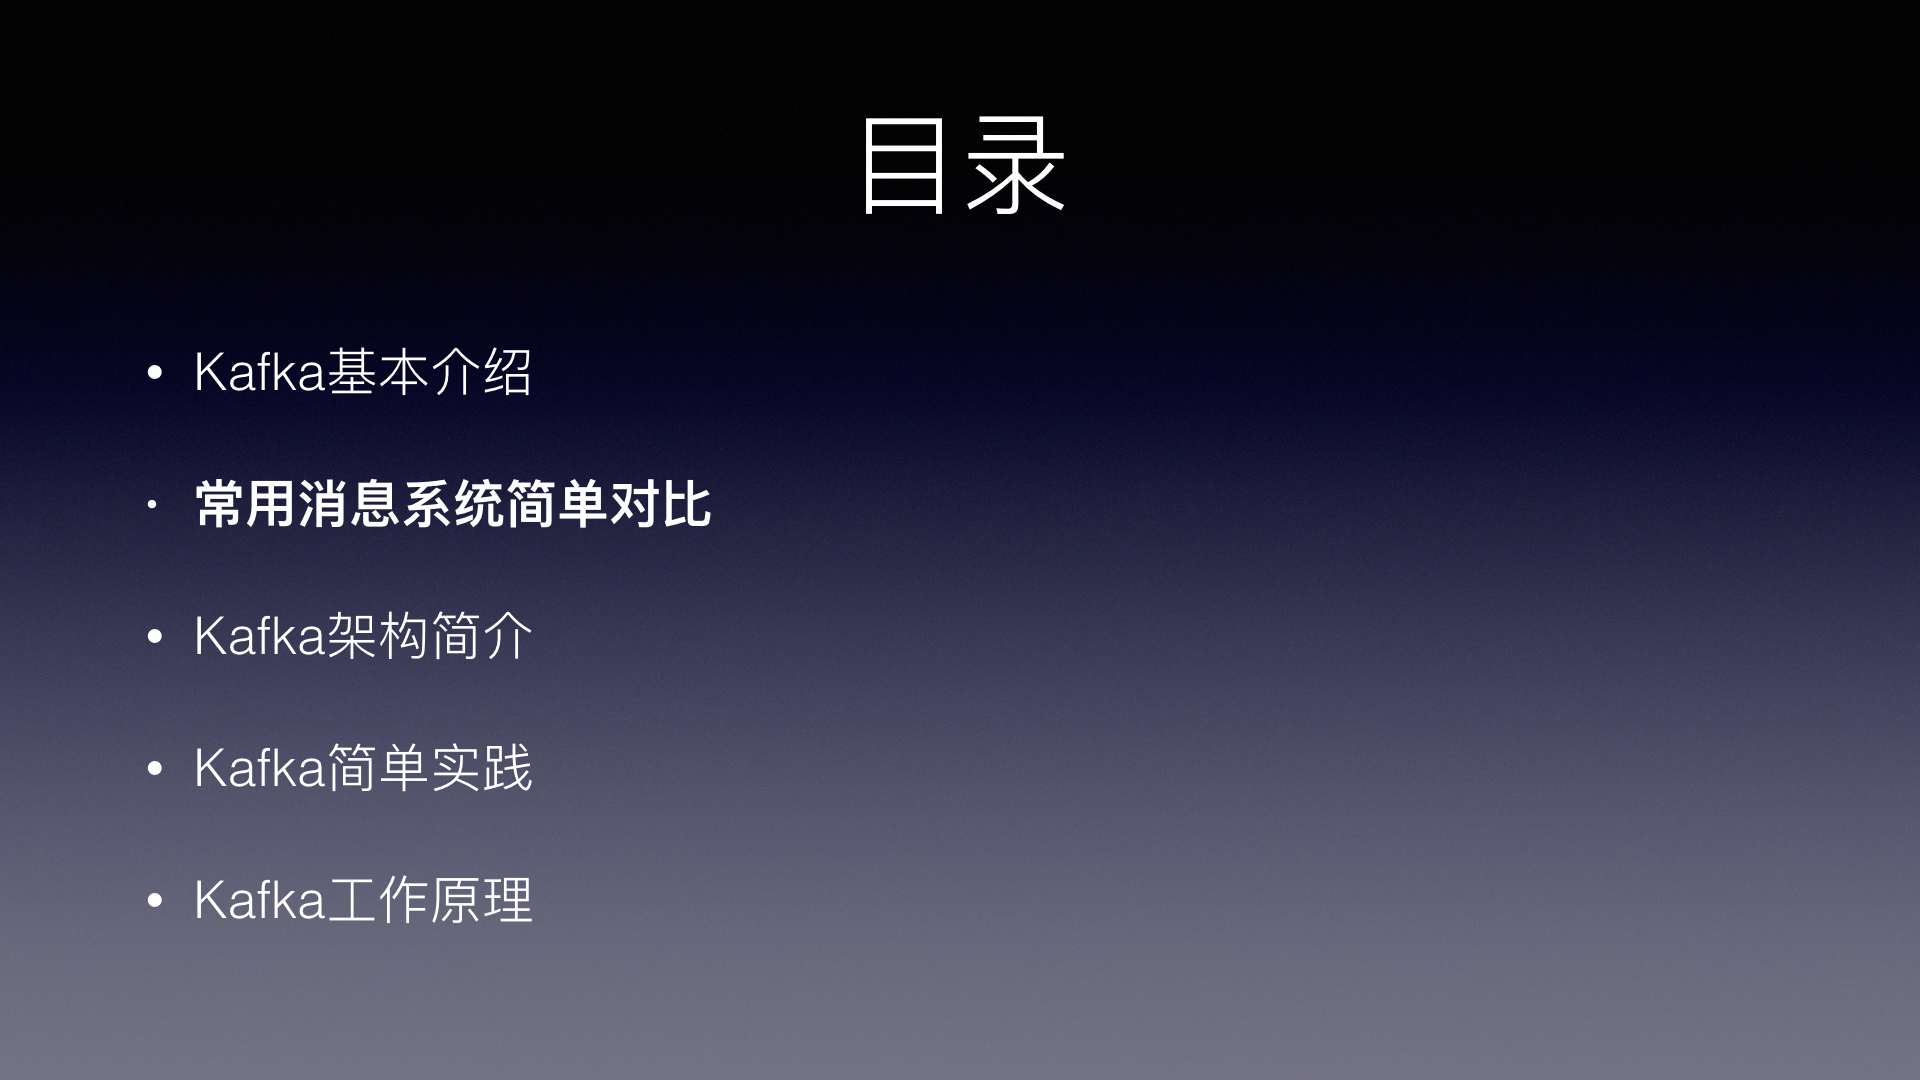 目录
• Kafka基本介绍
• 常用消息系统简单对比
• Kafka架构简介
• Kafka简单实践
• Kafka工作原理